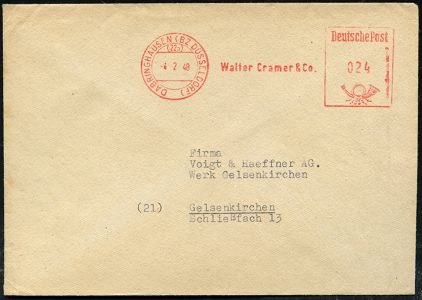 DABRINGHAUSEN (BZ DÜSSELDORF)
(22c)
-4 2 48
Walter Cramer & Co.
Deutsche Post
024
Firma
Voigt & Haeffner AG.
Werk Gelsenkirchen
(21) Gelsenkirchen
Schließfach 13